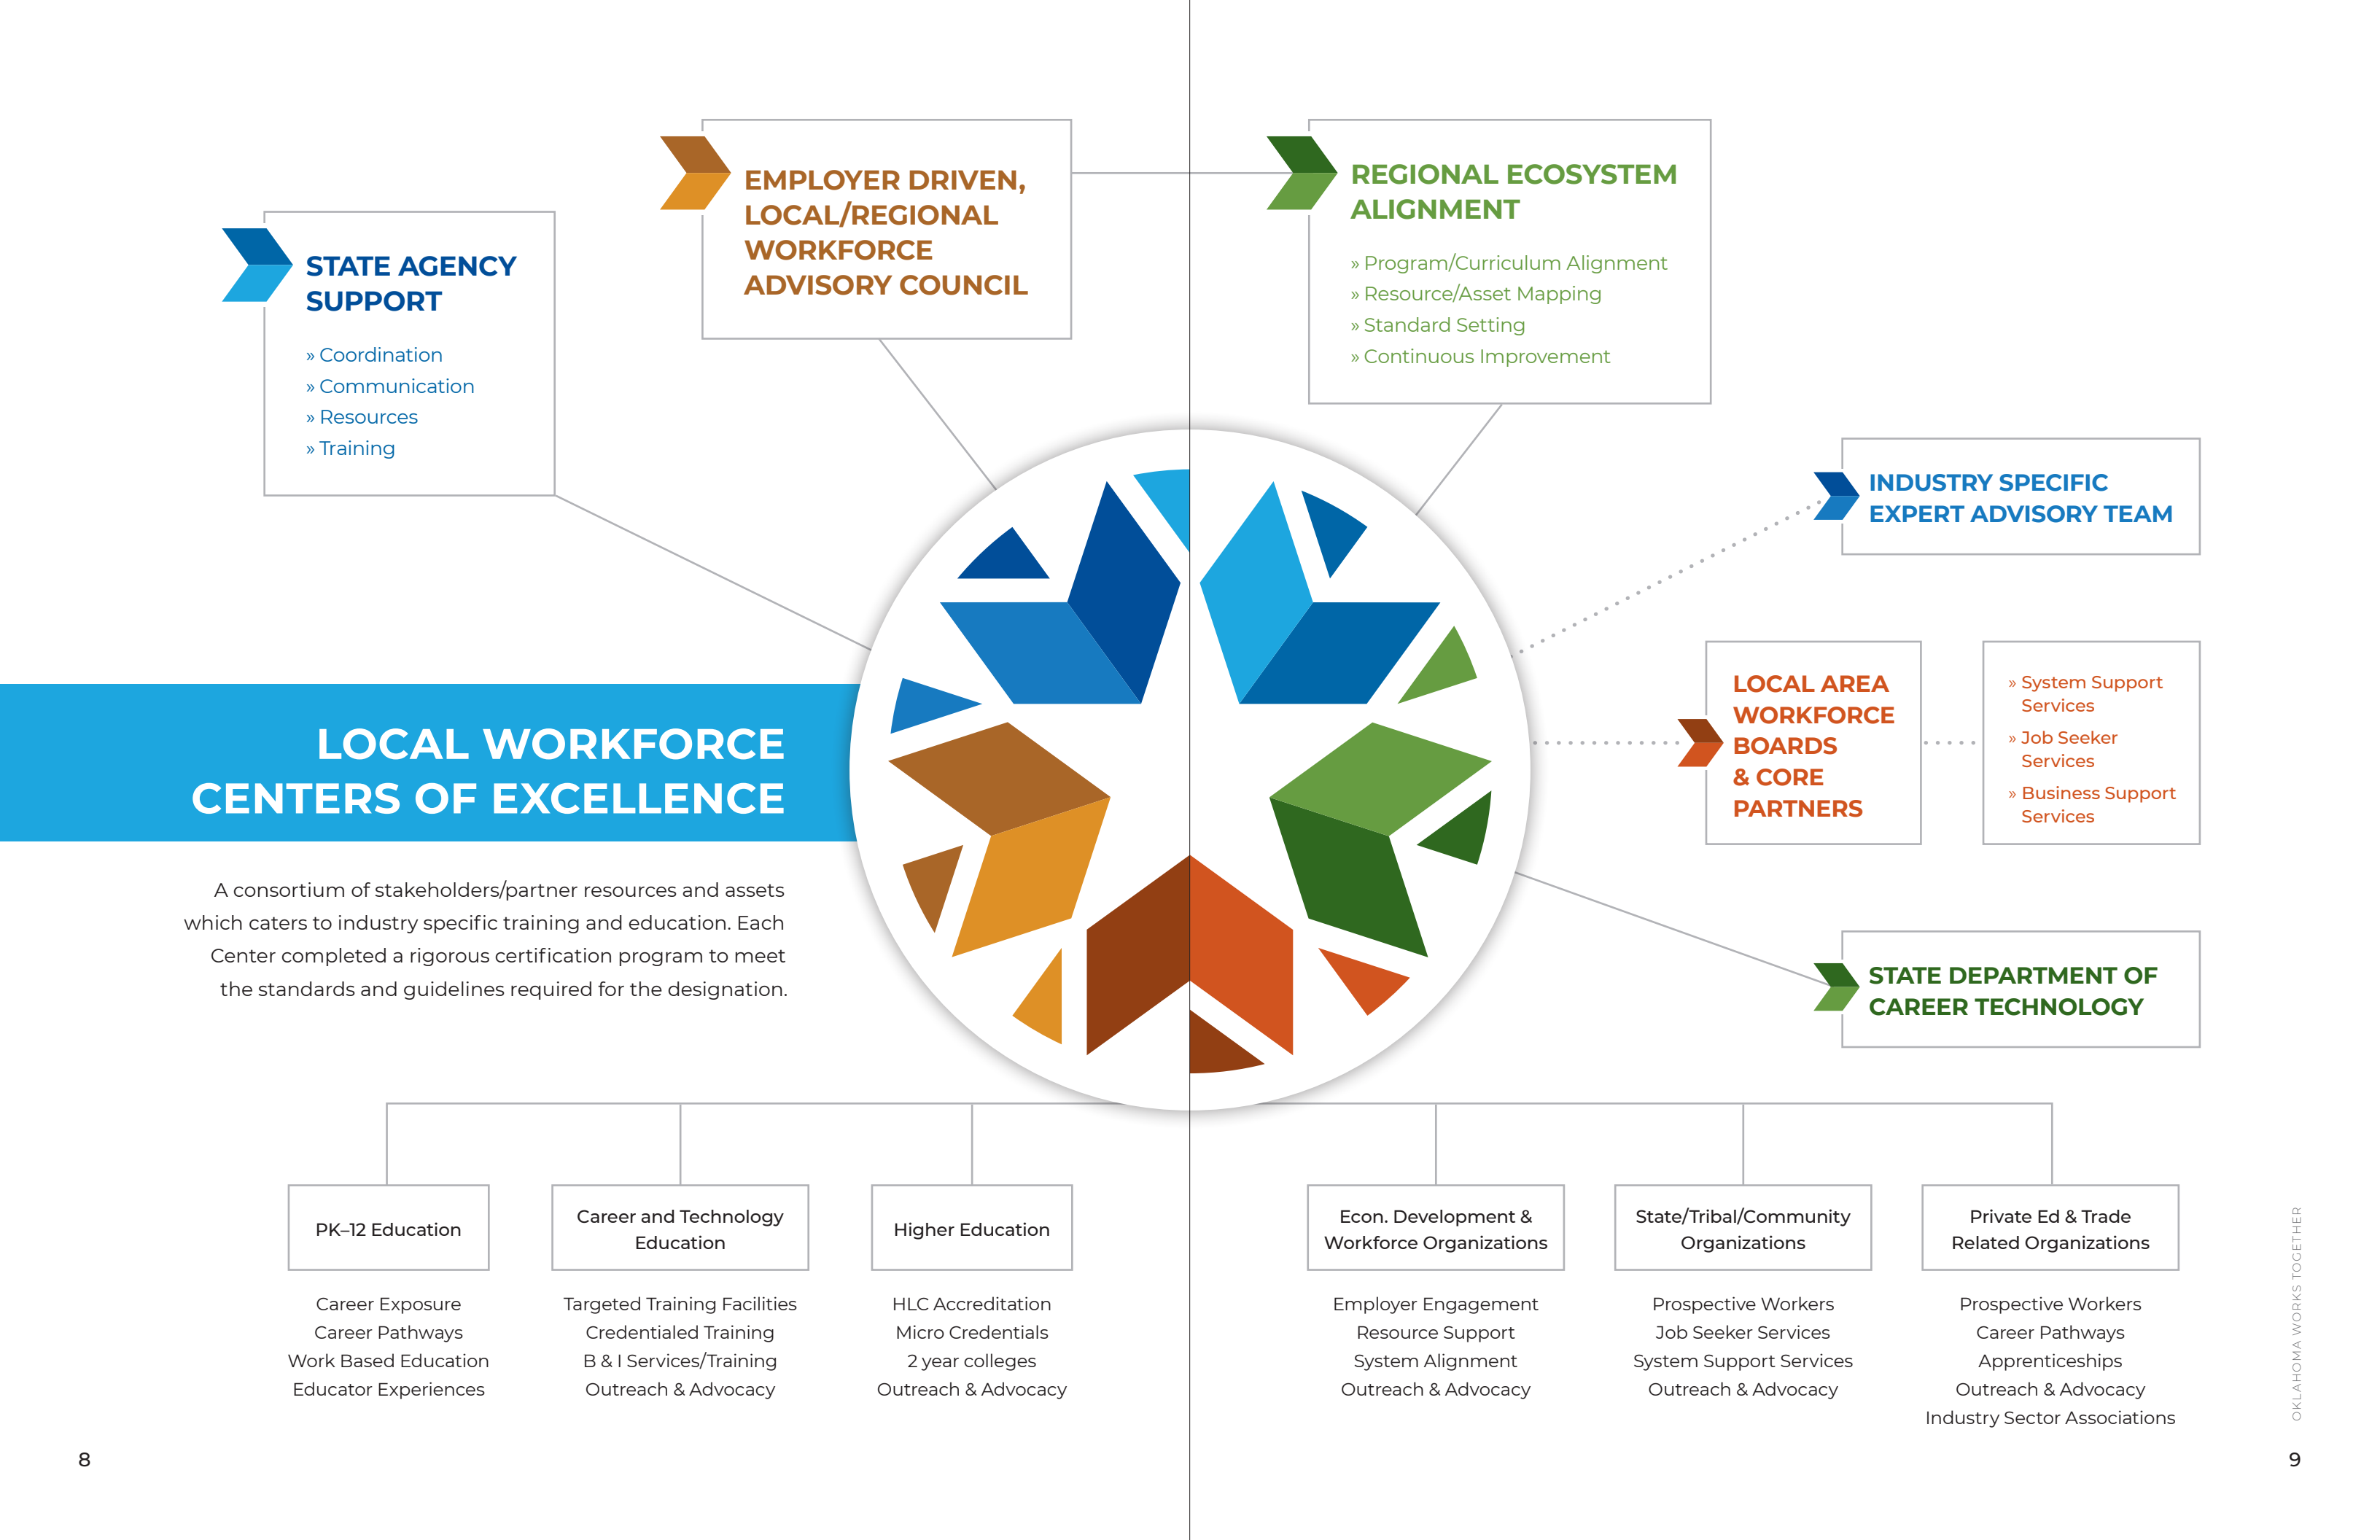 STATE AGENCY
SUPPORT
» Coordination
» Communication
» Resources
» Training
EMPLOYER DRIVEN,
LOCAL/REGIONAL
WORKFORCE
ADVISORY COUNCIL
REGIONAL ECOSYSTEM
ALIGNMENT
» Program/Curriculum Alignment
» Resource/Asset Mapping
» Standard Setting
» Continuous Improvement
INDUSTRY SPECIFIC
EXPERT ADVISORY TEAM
LOCAL AREA
WORKFORCE
BOARDS
& CORE
PARTNERS
» System Support
Services
» Job Seeker
Services
» Business Support
Services
STATE DEPARTMENT OF
CAREER TECHNOLOGY
LOCAL WORKFORCE
CENTERS OF EXCELLENCE
A consortium of stakeholders/partner resources and assets
which caters to industry specific training and education. Each
Center completed a rigorous certification program to meet
the standards and guidelines required for the designation.
PK–12 Education
Career Exposure
Career Pathways
Work Based Education
Educator Experiences
Career and Technology
Education
Targeted Training Facilities
Credentialed Training
B & I Services/Training
Outreach & Advocacy
Higher Education
HLC Accreditation
Micro Credentials
2 year colleges
Outreach & Advocacy
Econ. Development &
Workforce Organizations
Employer Engagement
Resource Support
System Alignment
Outreach & Advocacy
State/Tribal/Community
Organizations
Prospective Workers
Job Seeker Services
System Support Services
Outreach & Advocacy
Private Ed & Trade
Related Organizations
Prospective Workers
Career Pathways
Apprenticeships
Outreach & Advocacy
Industry Sector Associations
OKLAHOMA WORKS TOGETHER
8
9